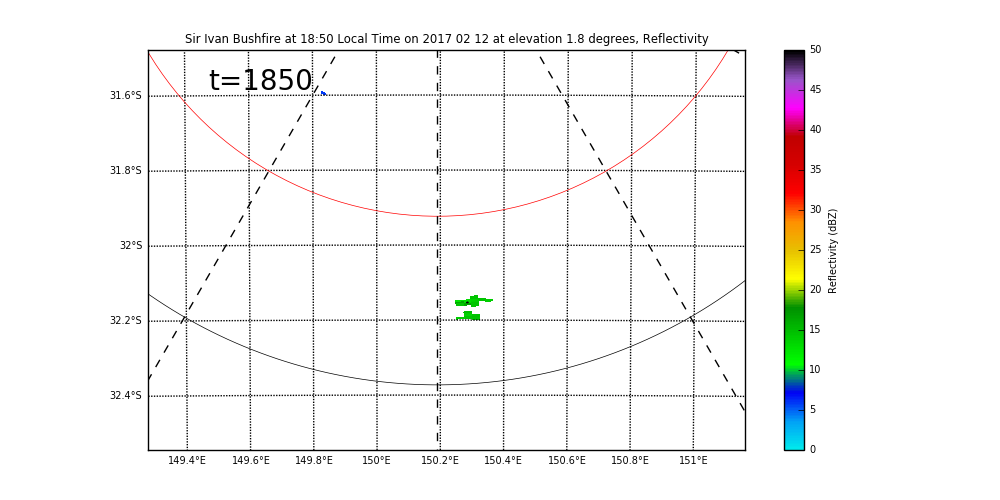 Sir Ivan Bushfire at 18:50 Local Time on 2017 02 12 at elevation 1.8 degrees, Reflectivity
t=1850
31.6°S
31.8°S
32°S
32.2°S
32.4°S
149.4°E 149.6°E 149.8°E 150°E 150.2°E 150.4°E 150.6°E 150.8°E 151°E
50
45
40
35
30
25
20
15
10
5
0
Reflectivity (dBZ)